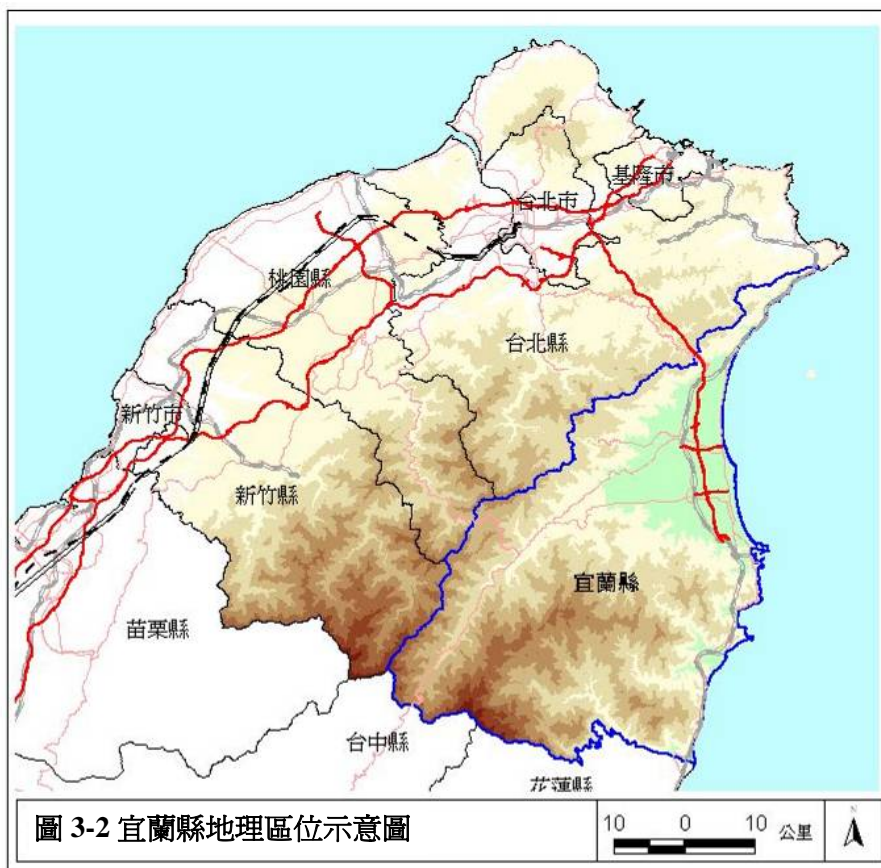 基隆市
台北市
桃園縣
台北縣
新竹市
新竹縣
宜蘭縣
苗栗縣
台中縣
花蓮縣
圖 3-2 宜蘭縣地理區位示意圖
10 0 10 公里
N